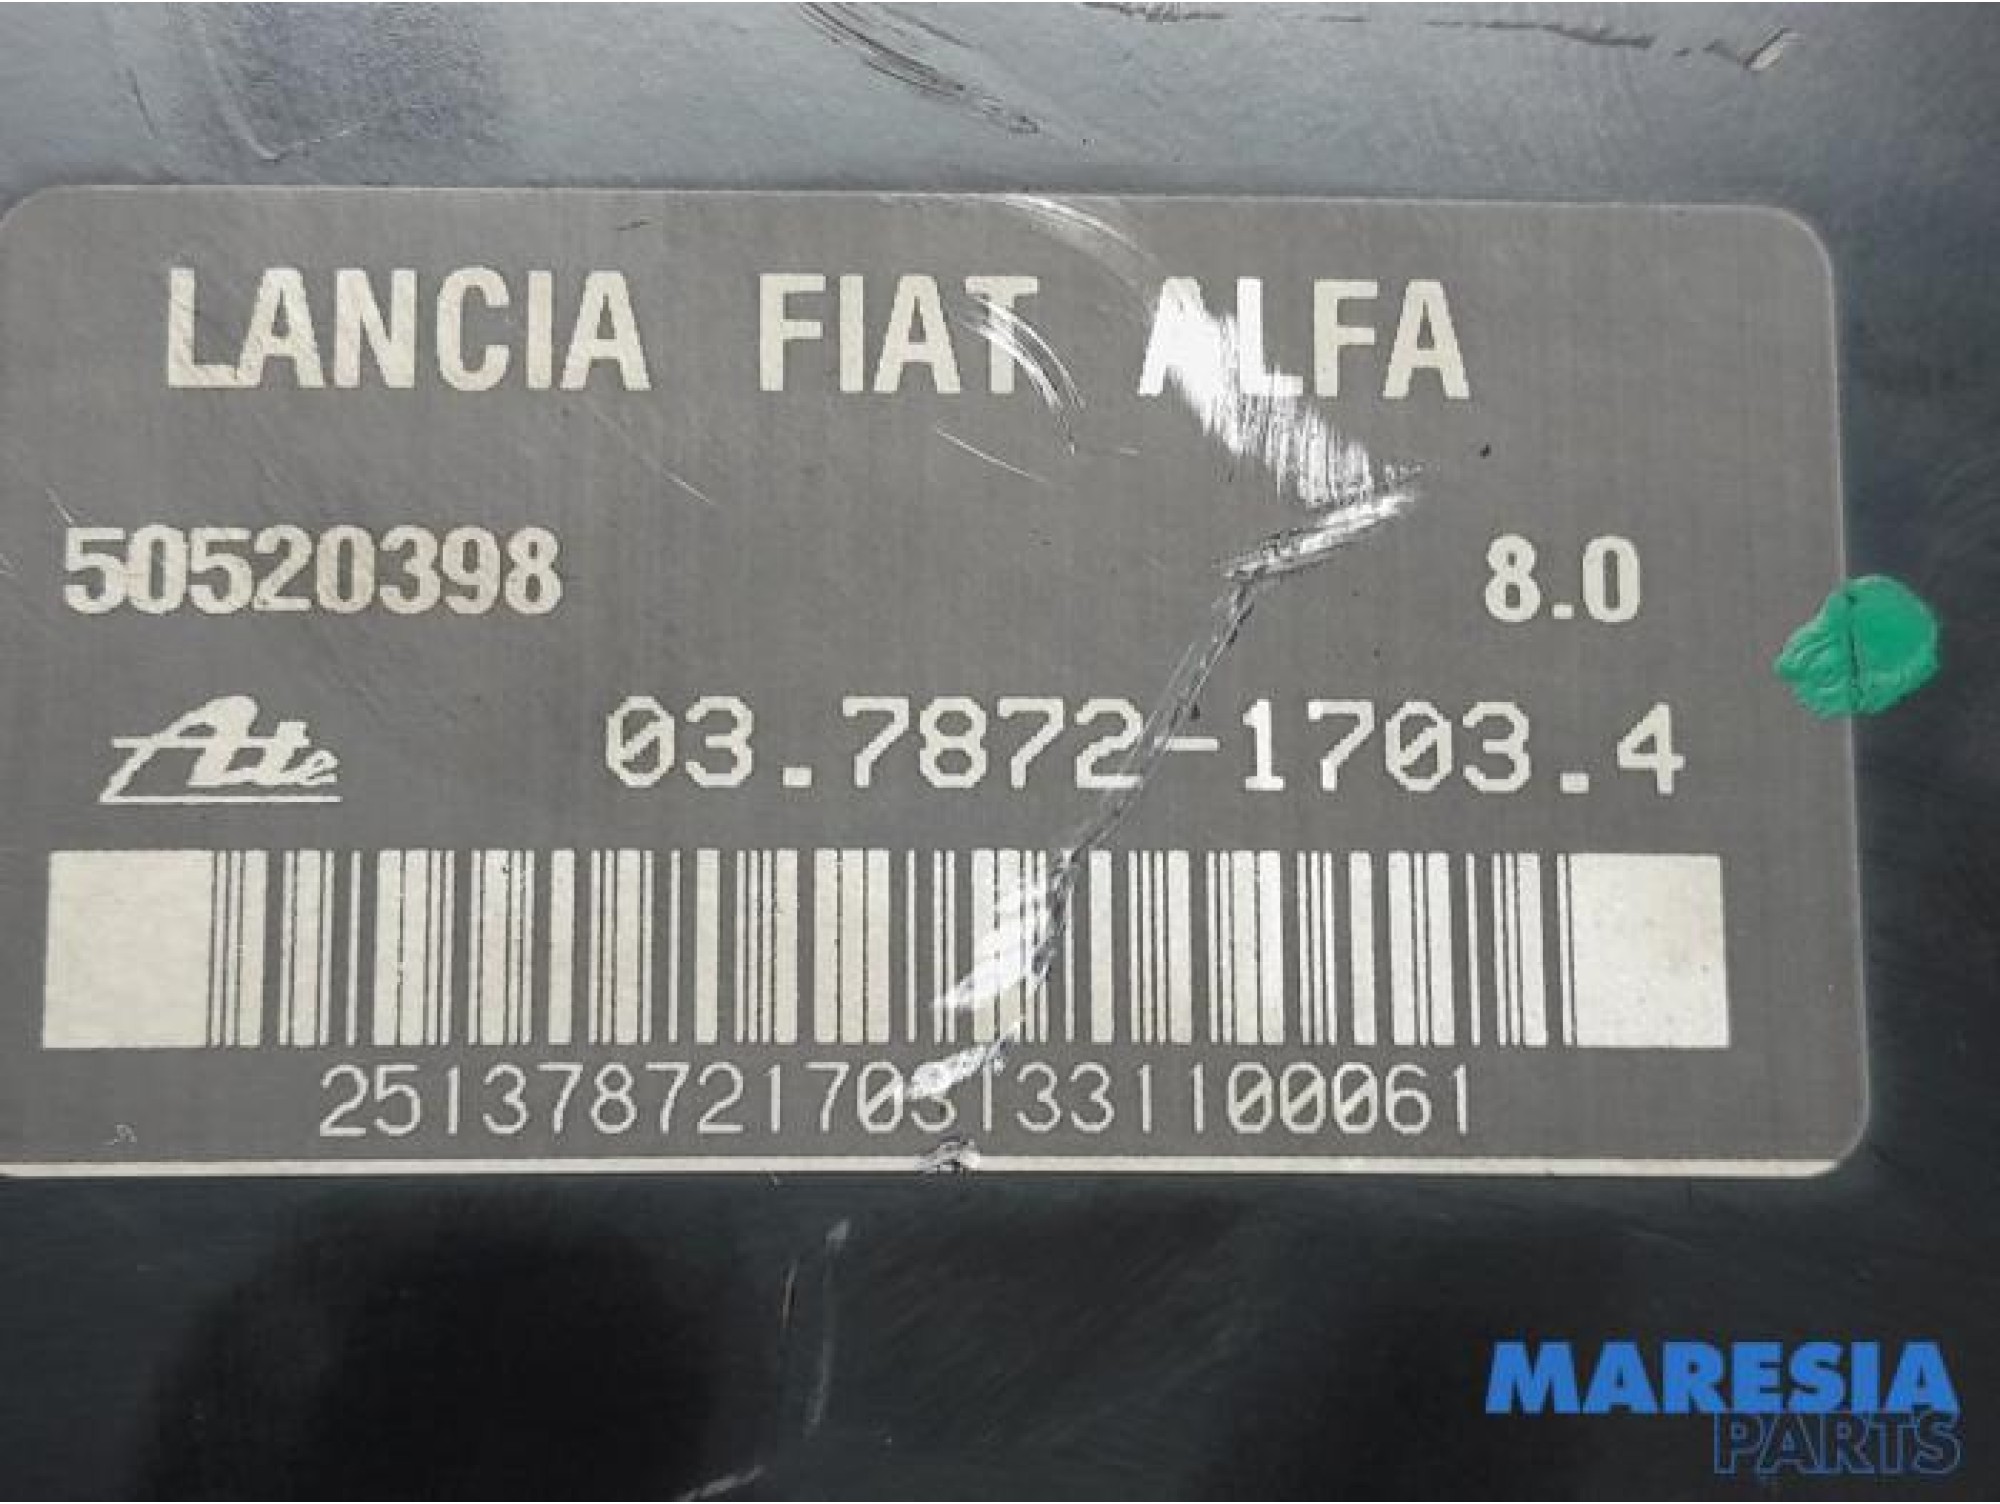 LANCIA FIAT ALFA
50520398 8.0
Ate 03.7872-1703.4
2513787217031331100061
MARESIA
PARTS